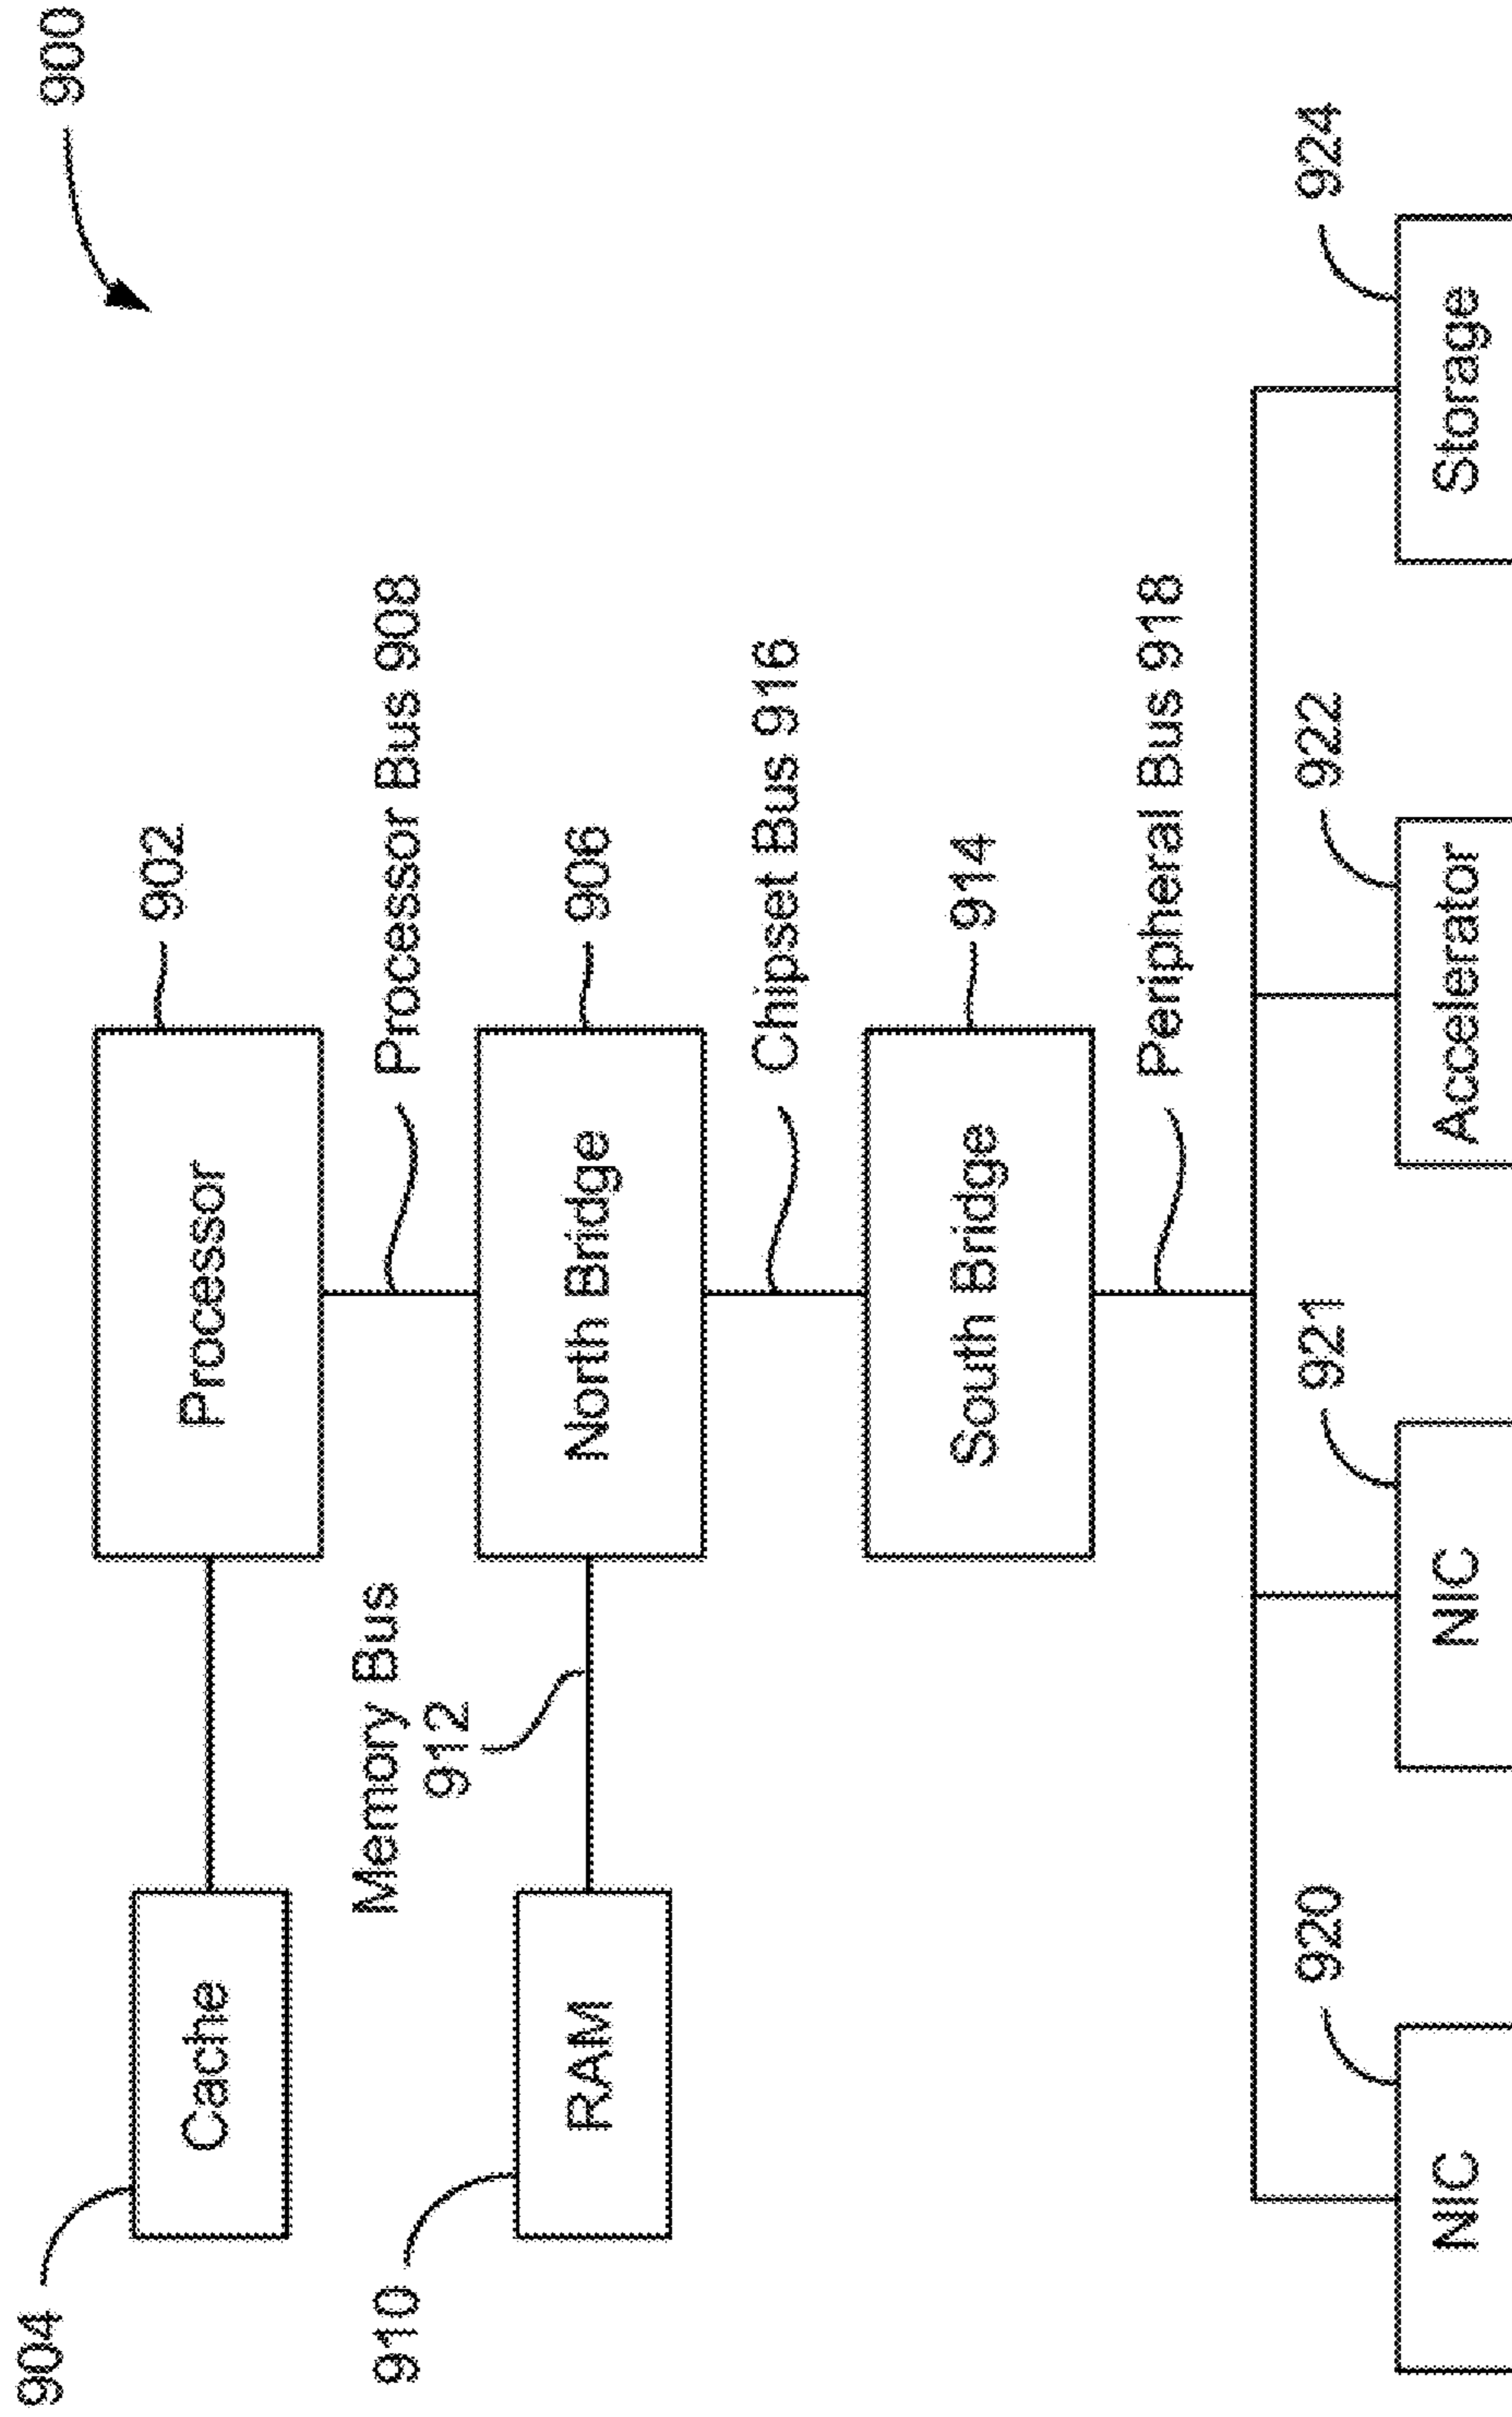 900
904
Cache
Processor
902
Memory Bus
912
Processor Bus 908
910
RAM
North Bridge
906
Chipset Bus 916
South Bridge
914
Peripheral Bus 918
920
921
922
924
NIC
NIC
Accelerator
Storage